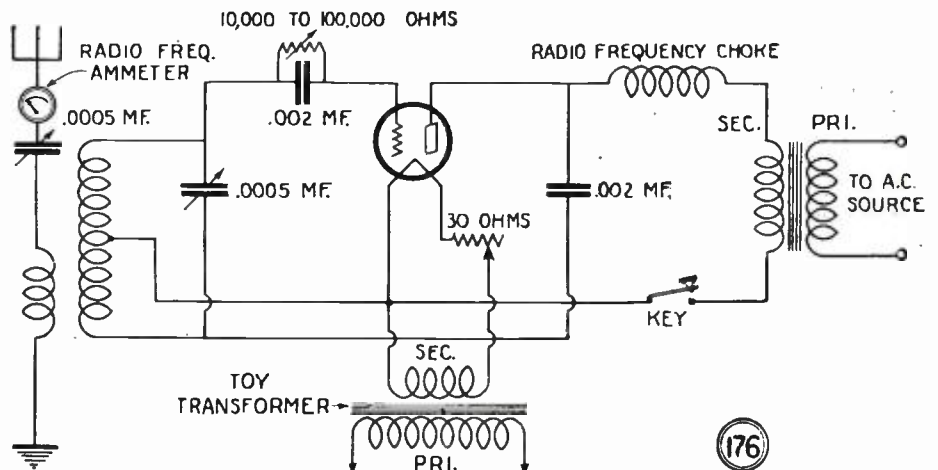 10,000 TO 100,000 OHMS
RADIO FREQ.
AMMETER
.0005 MF.
.002 MF.
RADIO FREQUENCY CHOKE
SEC.
PRI.
.0005 MF.
30 OHMS
.002 MF.
TO A.C.
SOURCE
KEY
SEC.
TOY
TRANSFORMER
PRI.
176